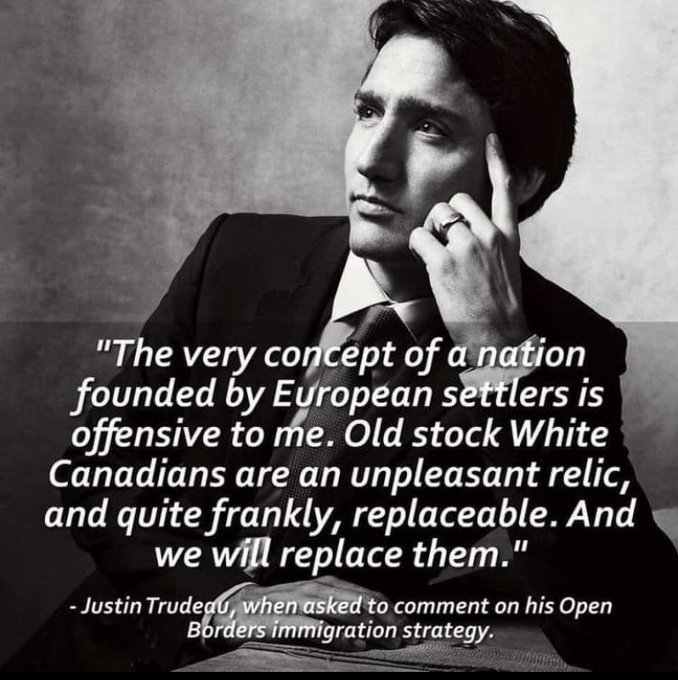 "The very concept of a nation
founded by European settlers is
offensive to me. Old stock White
Canadians are an unpleasant relic,
and quite frankly, replaceable. And
we will replace them."
- Justin Trudeau, when asked to comment on his Open
Borders immigration strategy.